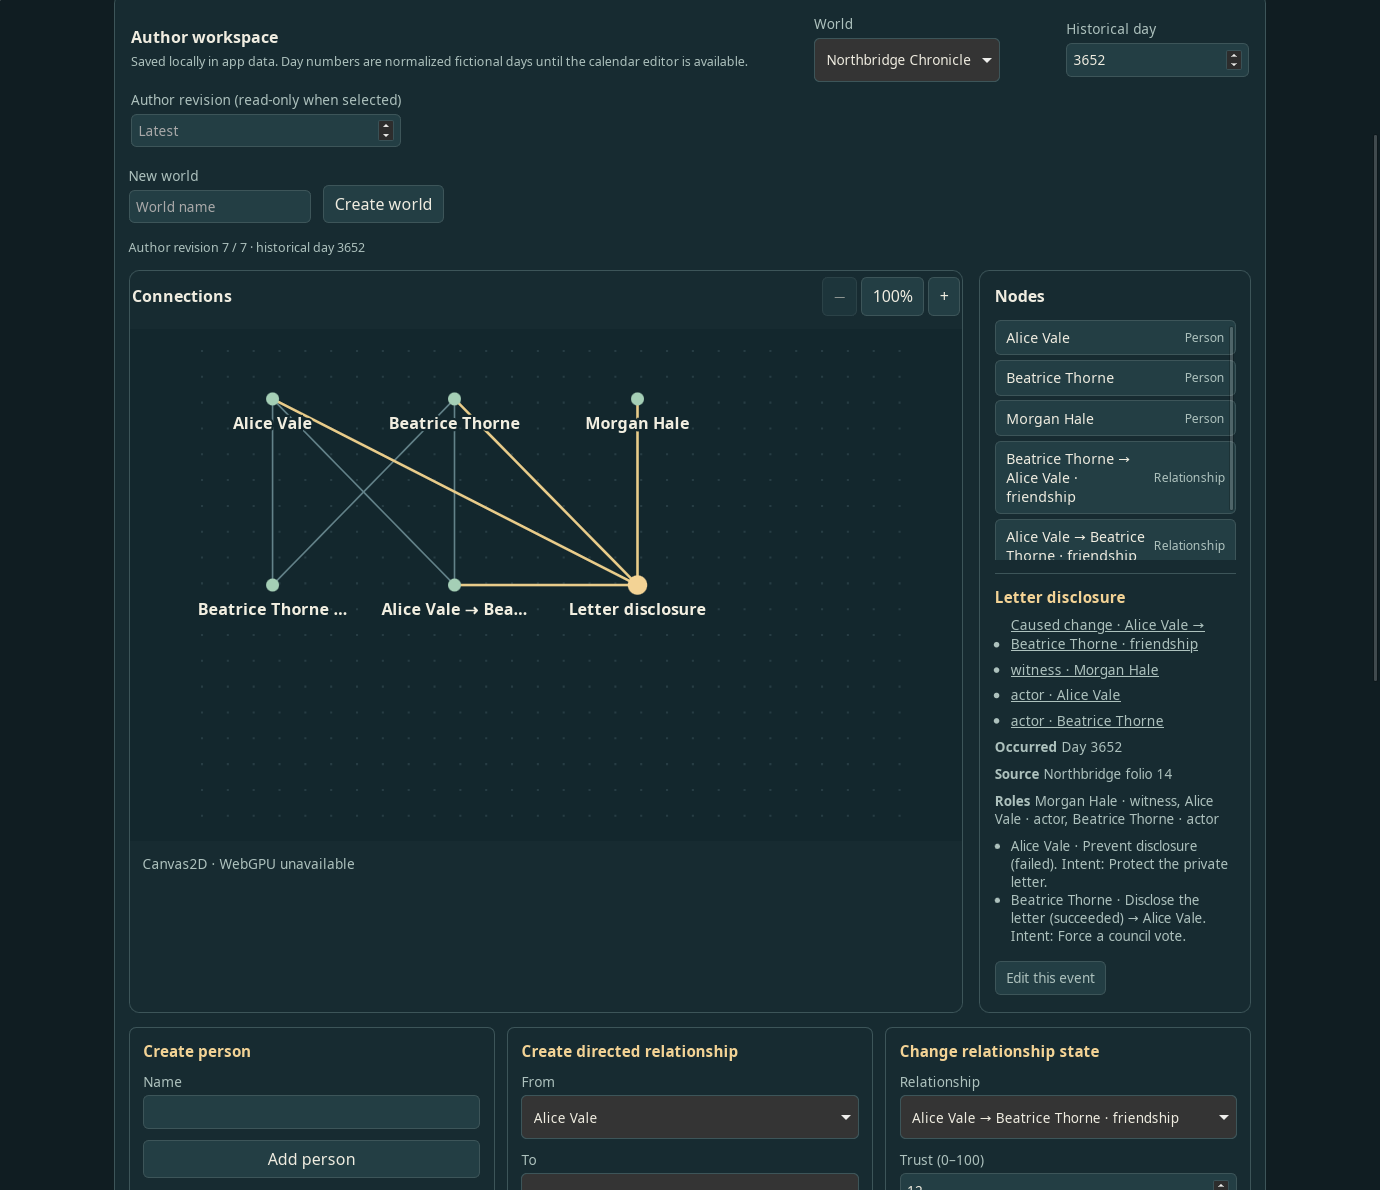 Author workspace
Saved locally in app data. Day numbers are normalized fictional days until the calendar editor is available.
World
Northbridge Chronicle
Historical day
3652
Author revision (read-only when selected)
Latest
New world
World name
Create world
Author revision 7 / 7 · historical day 3652
Connections
−
100%
+
Alice Vale
Beatrice Thorne
Morgan Hale
Beatrice Thorne ...
Alice Vale → Bea...
Letter disclosure
Canvas2D · WebGPU unavailable
Nodes
Alice Vale Person
Beatrice Thorne Person
Morgan Hale Person
Beatrice Thorne →
Alice Vale ·
friendship
Relationship
Alice Vale → Beatrice
Thorne · friendship
Relationship
Letter disclosure
Caused change · Alice Vale →
Beatrice Thorne · friendship
witness · Morgan Hale
actor · Alice Vale
actor · Beatrice Thorne
Occurred Day 3652
Source Northbridge folio 14
Roles Morgan Hale · witness, Alice
Vale · actor, Beatrice Thorne · actor
Alice Vale · Prevent disclosure
(failed). Intent: Protect the private
letter.
Beatrice Thorne · Disclose the
letter (succeeded) → Alice Vale.
Intent: Force a council vote.
Edit this event
Create person
Name
Add person
Create directed relationship
From
Alice Vale
To
Change relationship state
Relationship
Alice Vale → Beatrice Thorne · friendship
Trust (0–100)